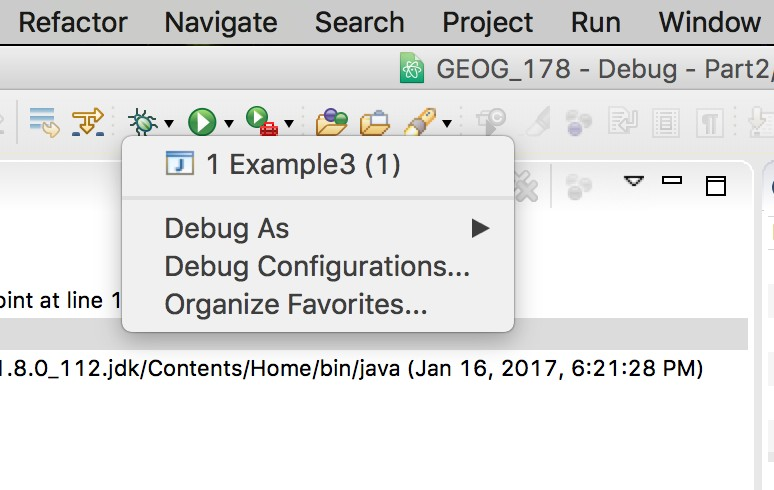 Refactor Navigate Search Project Run Window
GEOG_178 - Debug - Part2/
1 Example3 (1)
Debug As
Debug Configurations...
oint at line 1
Organize Favorites...
1.8.0_112.jdk/Contents/Home/bin/java (Jan 16, 2017, 6:21:28 PM)